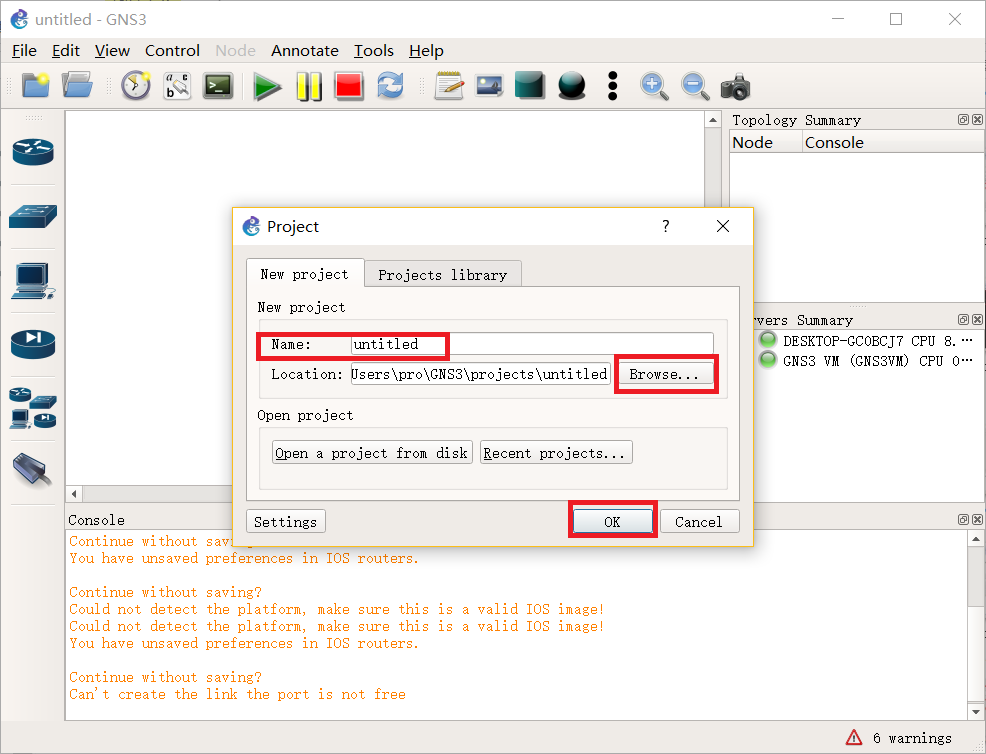 untitled - GNS3
File Edit View Control Node Annotate Tools Help
Topology Summary
Node Console
Project
New project Projects library
New project
Name: untitled
Location: Users\pro\GNS3\projects\untitled Browse...
Open project
Open a project from disk Recent projects...
Settings OK Cancel
vers Summary
DESKTOP-GCOBCJ7 CPU 8.…
GNS3 VM (GNS3VM) CPU 0…
Console
Continue without sav
You have unsaved preferences in IOS routers.
Continue without saving?
Could not detect the platform, make sure this is a valid IOS image!
Could not detect the platform, make sure this is a valid IOS image!
You have unsaved preferences in IOS routers.
Continue without saving?
Can't create the link the port is not free
6 warnings